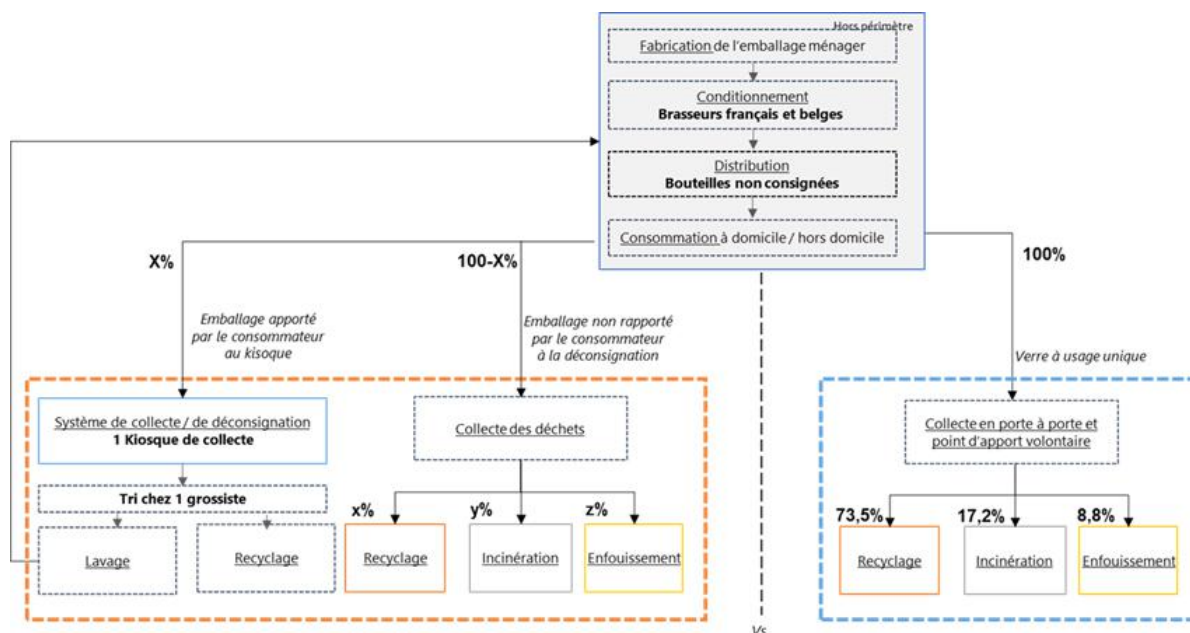 Hors périmètre
Fabrication de l'emballage ménager
Conditionnement
Brasseurs français et belges
Distribution
Bouteilles non consignées
Consommation à domicile / hors domicile
X%
100-X%
100%
Emballage apporté
par le consommateur
au kisoque
Emballage non rapporté
par le consommateur
à la déconsignation
Verre à usage unique
Système de collecte / de déconsignation
1 Kiosque de collecte
Collecte des déchets
Collecte en porte à porte et
point d'apport volontaire
Tri chez 1 grossiste
x%
y%
z%
73,5%
17,2%
8,8%
Lavage
Recyclage
Recyclage
Incinération
Enfouissement
Recyclage
Incinération
Enfouissement
Vs